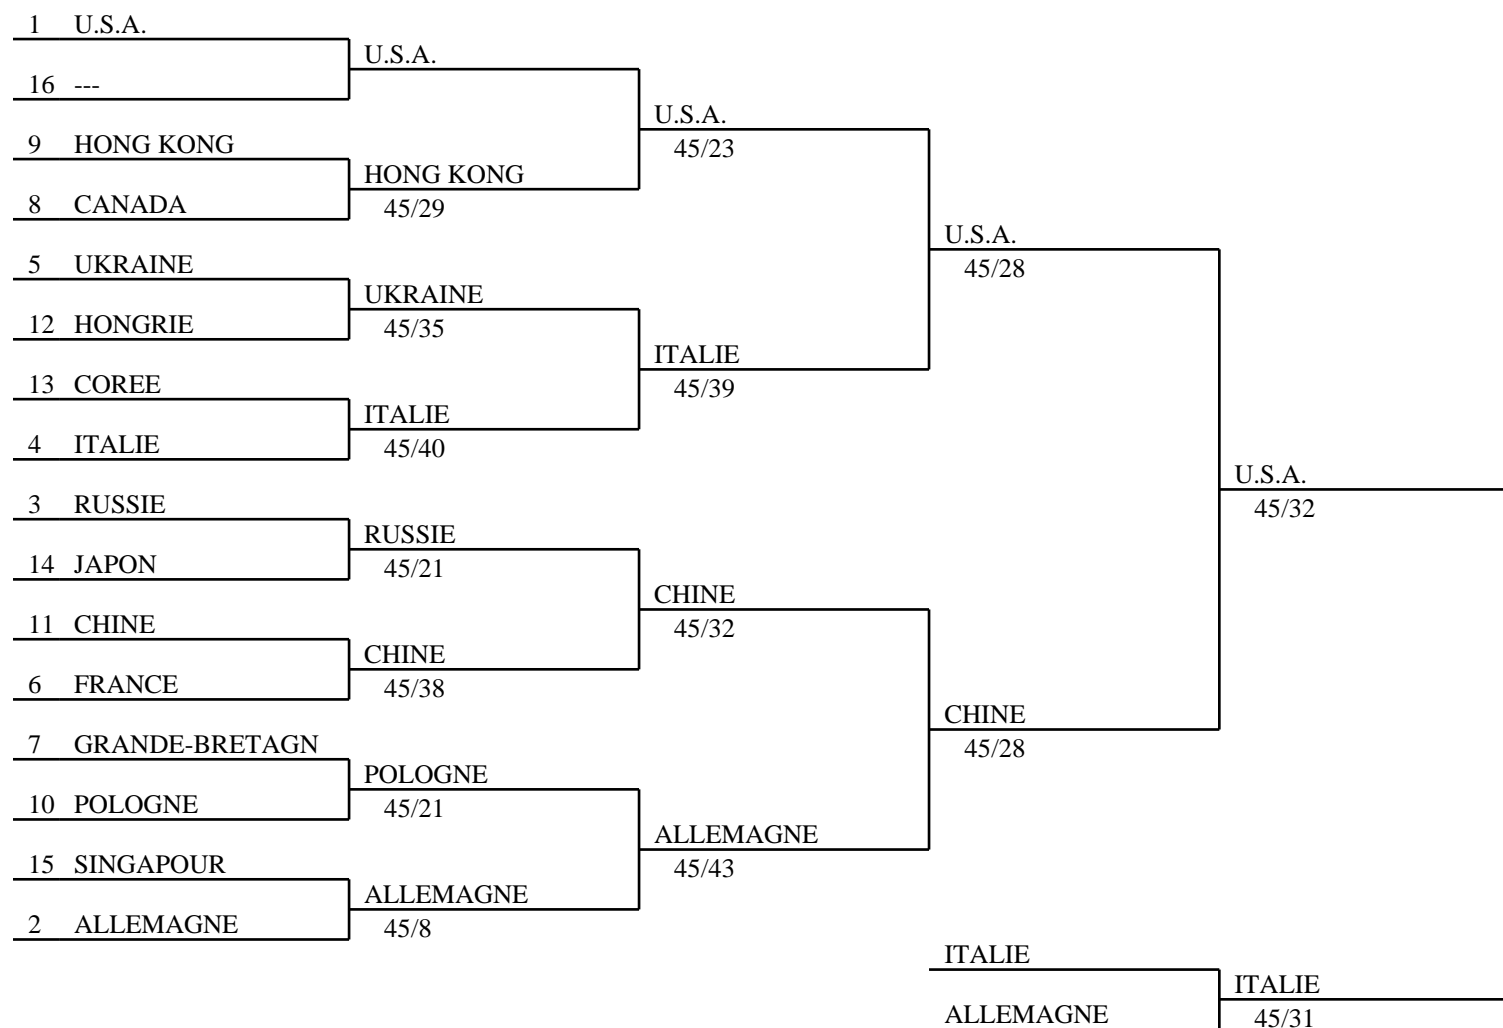 1 U.S.A.
U.S.A.
16 ---
U.S.A.
45/23
9 HONG KONG
HONG KONG
45/29
8 CANADA
U.S.A.
45/28
5 UKRAINE
UKRAINE
45/35
12 HONGRIE
ITALIE
45/39
13 COREE
ITALIE
45/40
4 ITALIE
U.S.A.
45/32
3 RUSSIE
RUSSIE
45/21
14 JAPON
CHINE
45/32
11 CHINE
CHINE
45/38
6 FRANCE
CHINE
45/28
7 GRANDE-BRETAGN
POLOGNE
45/21
10 POLOGNE
ALLEMAGNE
45/43
15 SINGAPOUR
ALLEMAGNE
45/8
2 ALLEMAGNE
ITALIE
ITALIE
45/31
ALLEMAGNE